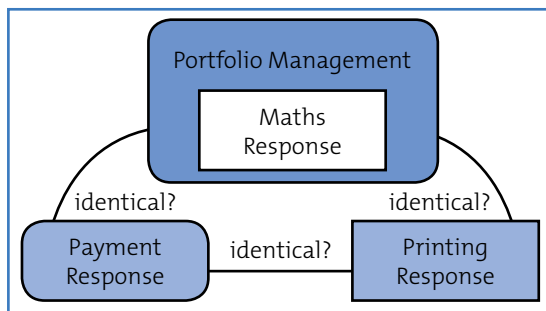 Portfolio Management
Maths
Response
identical?
identical?
Payment
Response
identical?
Printing
Response